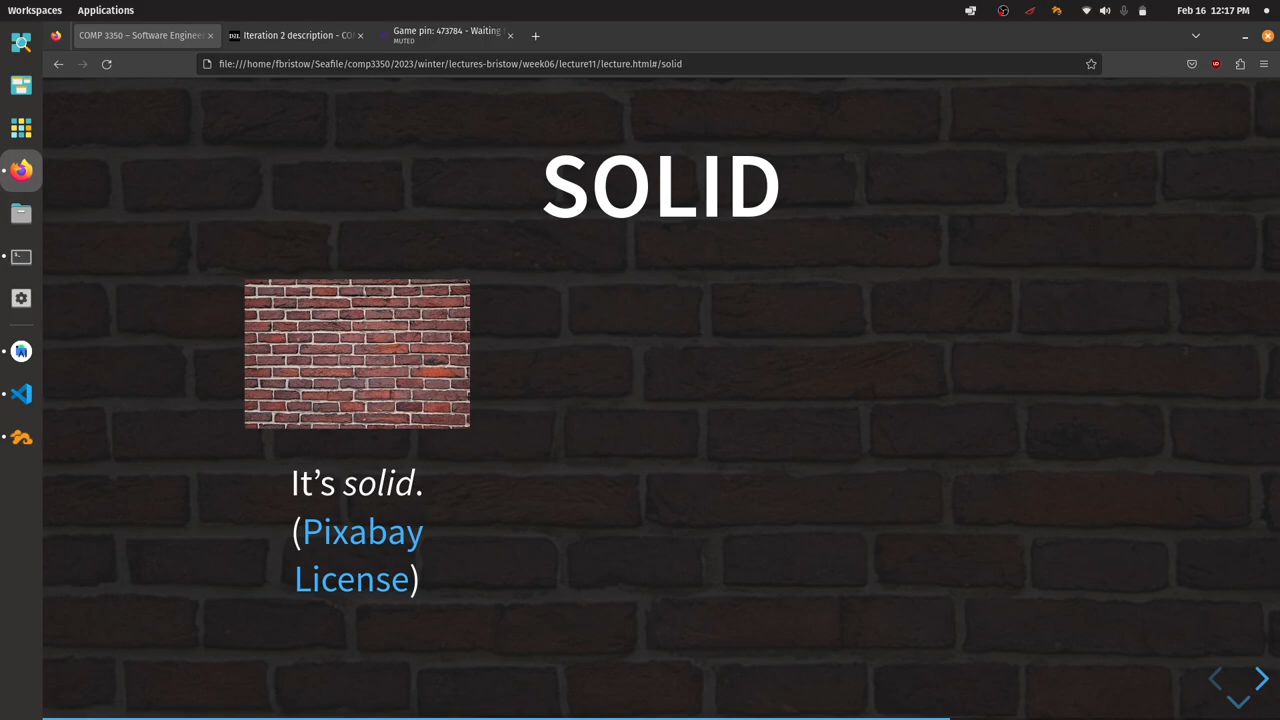 Workspaces Applications Feb 16 12:17 PM
COMP 3350 – Software Enginee Iteration 2 description - CO Game pin: 473784 - Waiting
MUTED
file:///home/fbristow/Seafile/comp3350/2023/winter/lectures-bristow/week06/lecture11/lecture.html#/solid
SOLID
It's solid.
(Pixabay
License)